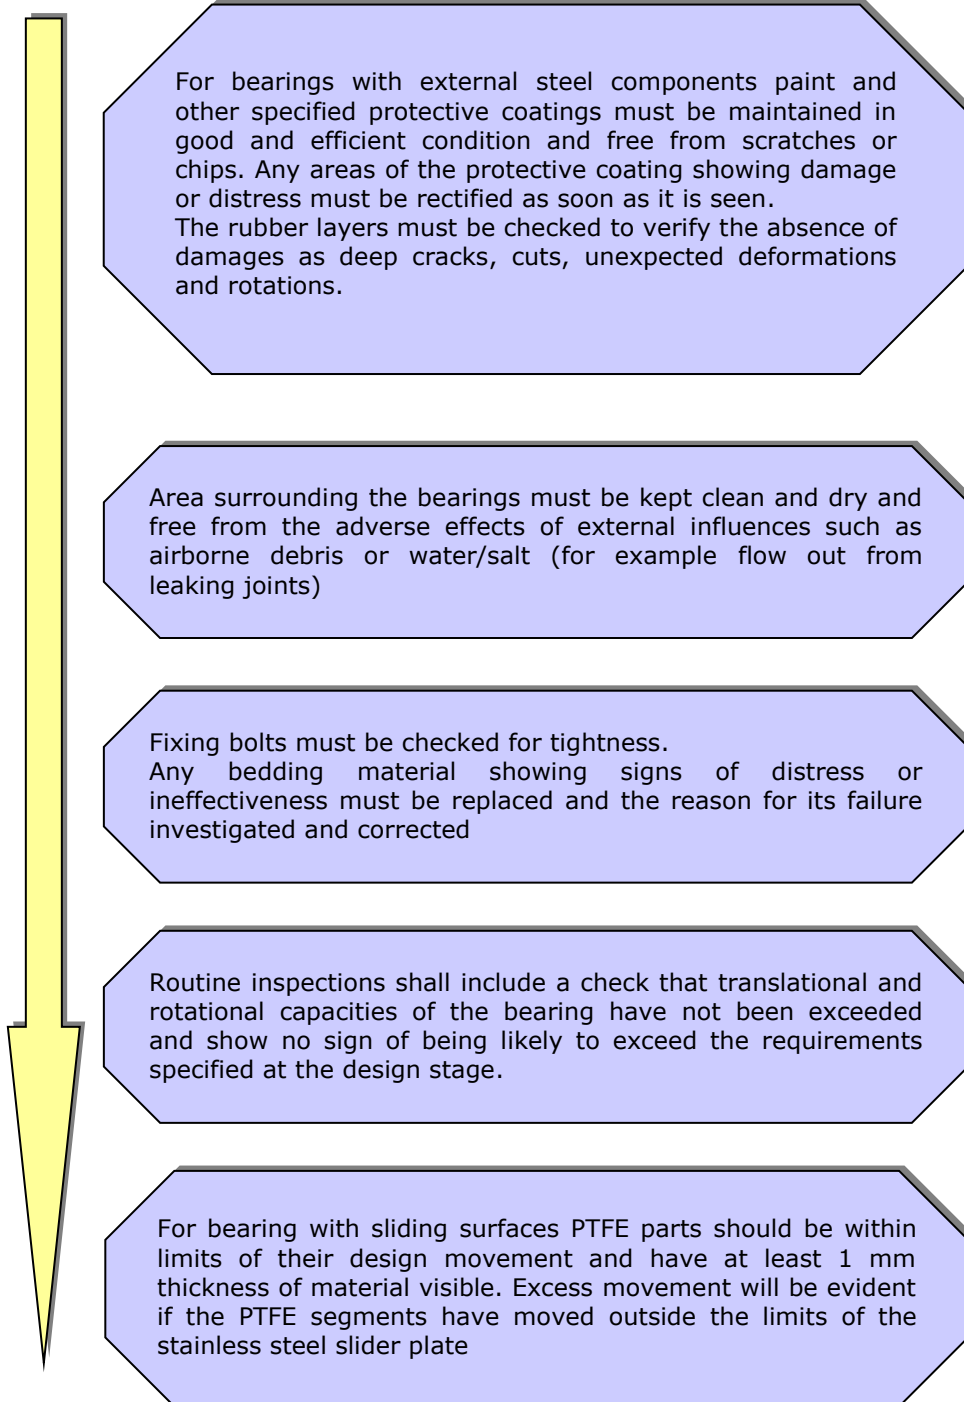 For bearings with external steel components paint and
other specified protective coatings must be maintained in
good and efficient condition and free from scratches or
chips. Any areas of the protective coating showing damage
or distress must be rectified as soon as it is seen.
The rubber layers must be checked to verify the absence of
damages as deep cracks, cuts, unexpected deformations
and rotations.
Area surrounding the bearings must be kept clean and dry and
free from the adverse effects of external influences such as
airborne debris or water/salt (for example flow out from
leaking joints)
Fixing bolts must be checked for tightness.
Any bedding material showing signs of distress or
ineffectiveness must be replaced and the reason for its failure
investigated and corrected
Routine inspections shall include a check that translational and
rotational capacities of the bearing have not been exceeded
and show no sign of being likely to exceed the requirements
specified at the design stage.
For bearing with sliding surfaces PTFE parts should be within
limits of their design movement and have at least 1 mm
thickness of material visible. Excess movement will be evident
if the PTFE segments have moved outside the limits of the
stainless steel slider plate